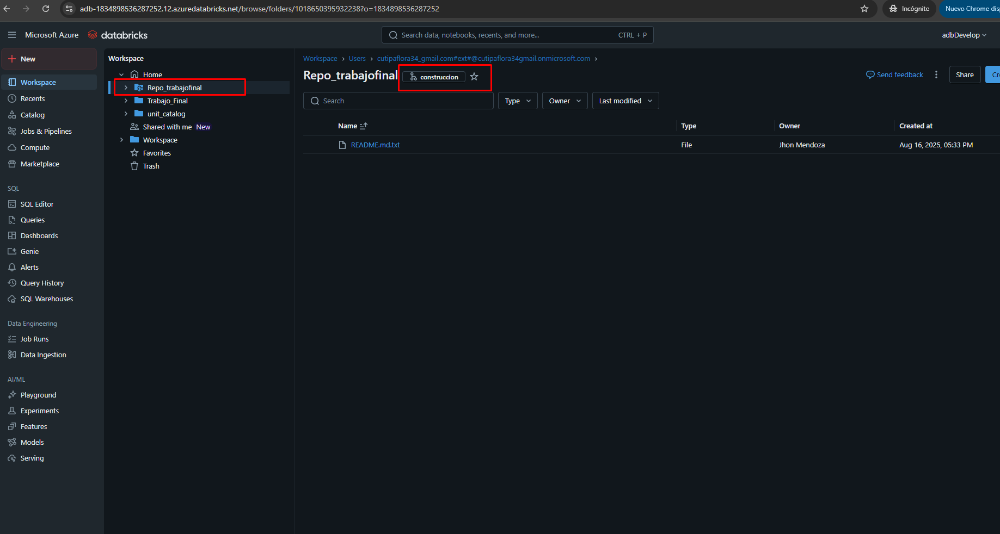 adb-1834898536287252.12.azuredatabricks.net/browse/folders/1018650395932238?o=1834898536287252
Incógnito
Nuevo Chrome disp
Microsoft Azure
databricks
Search data, notebooks, recents, and more...
CTRL + P
adbDevelop
New
Workspace
Recents
Catalog
Jobs & Pipelines
Compute
Marketplace
SQL
SQL Editor
Queries
Dashboards
Genie
Alerts
Query History
SQL Warehouses
Data Engineering
Job Runs
Data Ingestion
AI/ML
Playground
Experiments
Features
Models
Serving
Workspace
Home
Repo_trabajofinal
Trabajo_Final
unit_catalog
Shared with me New
Workspace
Favorites
Trash
Workspace > Users > cutipaflora34_gmail.com#ext#@cutipaflora34gmail.onmicrosoft.com >
Repo_trabajofinal
construccion
Send feedback
Share
Cr
Search
Type
Owner
Last modified
Name Type Owner Created at
README.md.txt File Jhon Mendoza Aug 16, 2025, 05:33 PM